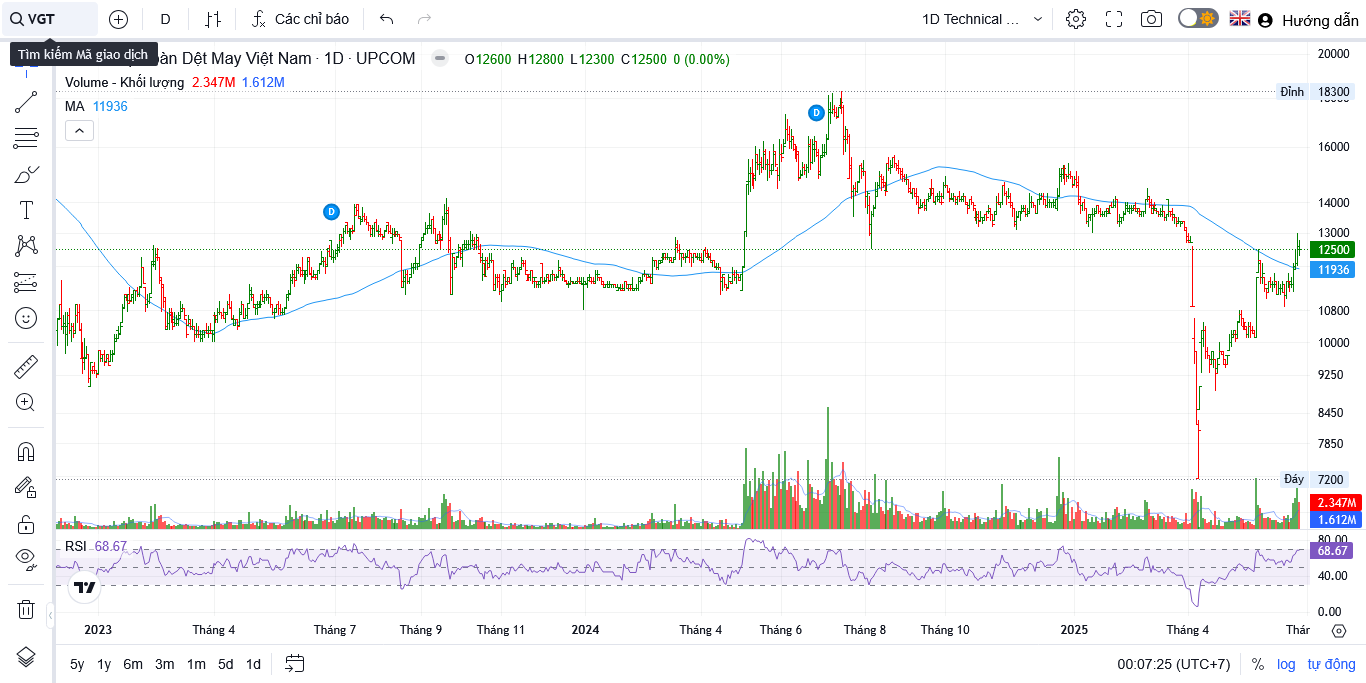 VGT
D
Các chỉ báo
1D Technical ...
Hướng dẫn
Tìm kiếm Mã giao dịch
Dệt May Việt Nam · 1D · UPCOM
O12600 H12800 L12300 C12500 0 (0.00%)
Volume - Khối lượng 2.347M 1.612M
MA 11936
D
D
20000
Đỉnh 18300
16000
14000
13000
12500
11936
10800
10000
9250
8450
7850
Đáy 7200
2.347M
1.612M
RSI 68.67
80.00
68.67
40.00
0.00
2023 Tháng 4 Tháng 7 Tháng 9 Tháng 11 2024 Tháng 4 Tháng 6 Tháng 8 Tháng 10 2025 Tháng 4 Thár
5y 1y 6m 3m 1m 5d 1d
00:07:25 (UTC+7) % log tự động